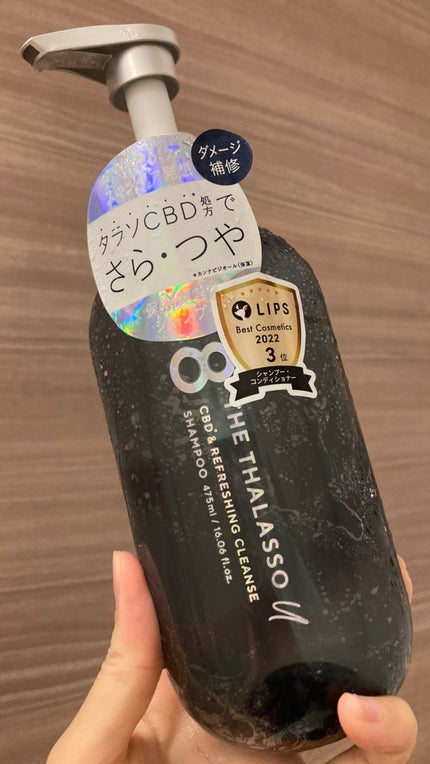 ダメージ
補修
タラソCBD処方で
さら・つや
*カンナビジオール(保湿)
LIPS
Best Cosmetics
2022
3位
シャンプー・
コンディショナー
8 THE THALASSO u
CBD* & REFRESHING CLEANSE
SHAMPOO 475ml / 16.06 fl.oz.